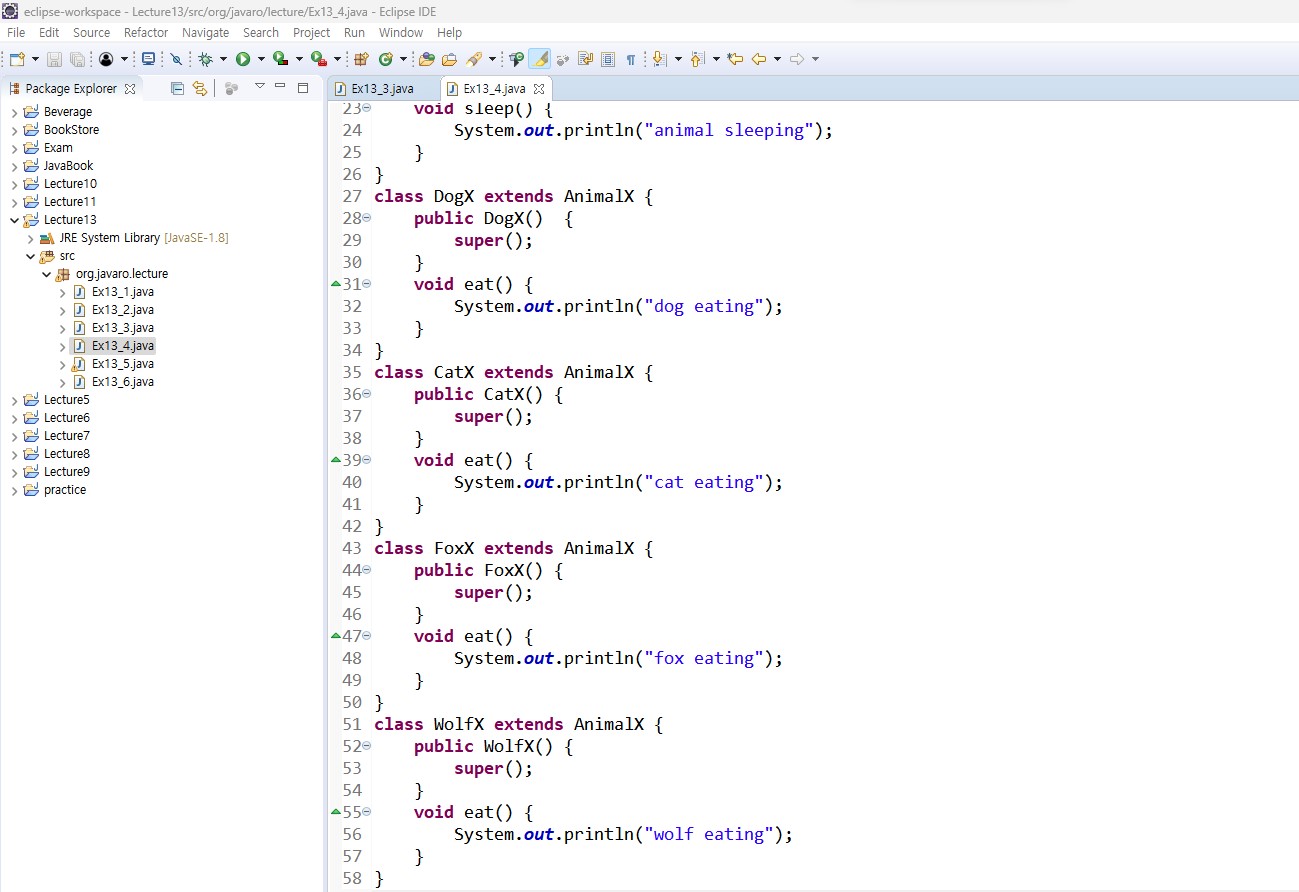 eclipse-workspace - Lecture13/src/org/javaro/lecture/Ex13_4.java - Eclipse IDE
File Edit Source Refactor Navigate Search Project Run Window Help
Package Explorer
Ex13_3.java Ex13_4.java
Beverage
BookStore
Exam
JavaBook
Lecture10
Lecture11
Lecture13
JRE System Library [JavaSE-1.8]
src
org.javaro.lecture
Ex13_1.java
Ex13_2.java
Ex13_3.java
Ex13_4.java
Ex13_5.java
Ex13_6.java
Lecture5
Lecture6
Lecture7
Lecture8
Lecture9
practice
23 void sleep() {
24 System.out.println("animal sleeping");
25 }
26 }
27 class DogX extends AnimalX {
28 public DogX()  {
29 super();
30 }
31 void eat() {
32 System.out.println("dog eating");
33 }
34 }
35 class CatX extends AnimalX {
36 public CatX() {
37 super();
38 }
39 void eat() {
40 System.out.println("cat eating");
41 }
42 }
43 class FoxX extends AnimalX {
44 public FoxX() {
45 super();
46 }
47 void eat() {
48 System.out.println("fox eating");
49 }
50 }
51 class WolfX extends AnimalX {
52 public WolfX() {
53 super();
54 }
55 void eat() {
56 System.out.println("wolf eating");
57 }
58 }